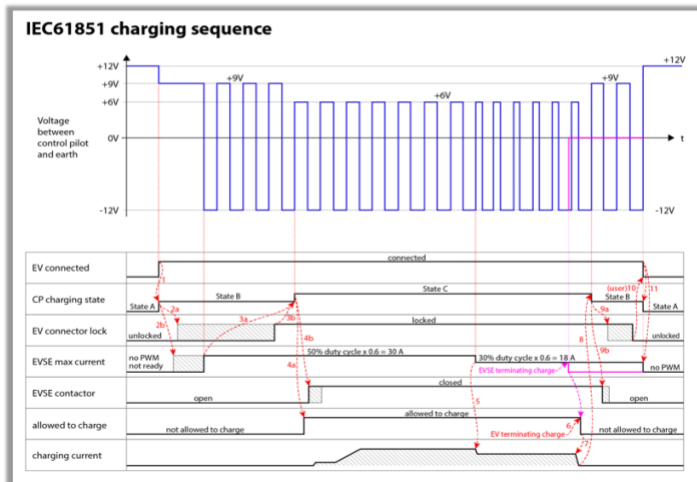 IEC61851 charging sequence
+12V
+12V
+9V
+9V
+9V
+6V
+6V
Voltage
between
control pilot
and earth
0V
t
-12V
-12V
EV connected
connected
1
(user)10
11
CP charging state
State A
State B
State C
State B
State A
2a
2b
3a
3b
9a
EV connector lock
unlocked
locked
unlocked
4b
8
9b
EVSE max current
no PWM
not ready
50% duty cycle x 0.6 = 30 A
30% duty cycle x 0.6 = 18 A
no PWM
4a
EVSE terminating charge
EVSE contactor
open
closed
open
5
allowed to charge
not allowed to charge
allowed to charge
not allowed to charge
6
EV terminating charge
7
charging current